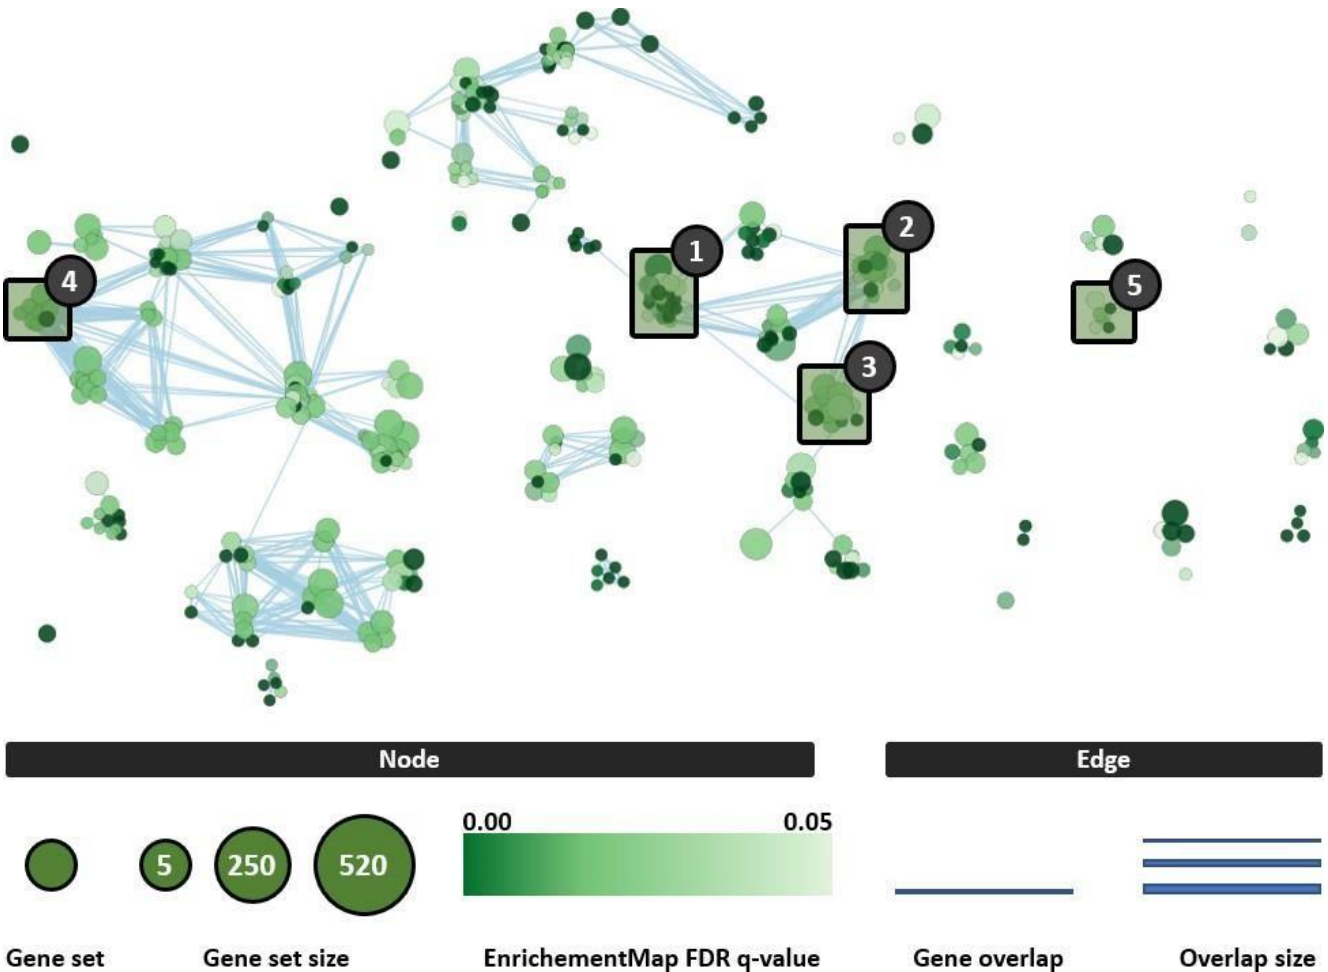 2
1
5
4
3
Node
Edge
0.00 0.05
5 250 520
Gene set
Gene set size
EnrichementMap FDR q-value
Gene overlap
Overlap size